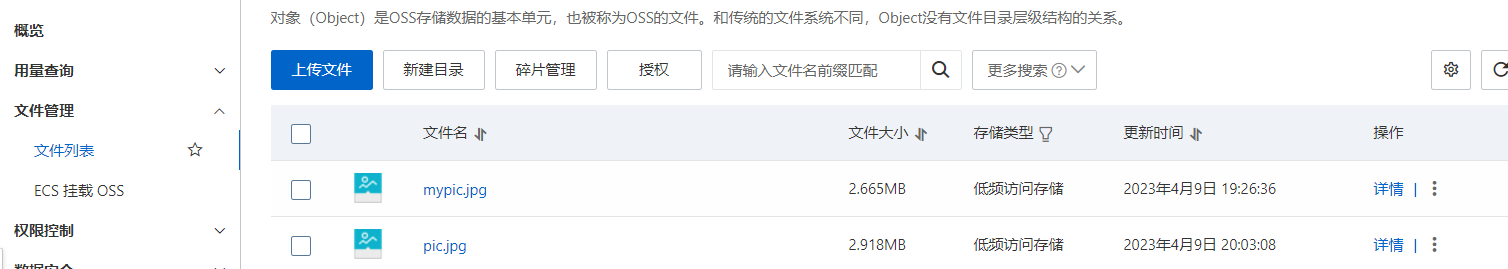 对象（Object）是OSS存储数据的基本单元，也被称为OSS的文件。和传统的文件系统不同，Object没有文件目录层级结构的关系。
概览
用量查询
文件管理
文件列表
ECS 挂载 OSS
权限控制
上传文件 新建目录 碎片管理 授权 请输入文件名前缀匹配 更多搜索
文件名 文件大小 存储类型 更新时间 操作
mypic.jpg 2.665MB 低频访问存储 2023年4月9日 19:26:36 详情 |
pic.jpg 2.918MB 低频访问存储 2023年4月9日 20:03:08 详情 |